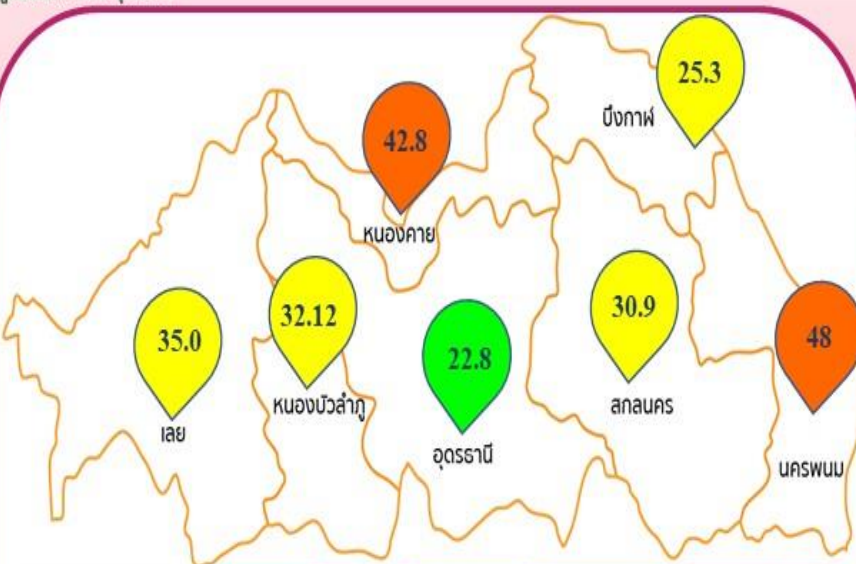 25.3
บึงกาฬ
42.8
หนองคาย
35.0
เลย
32.12
หนองบัวลำภู
22.8
อุดรธานี
30.9
สกลนคร
48
นครพนม